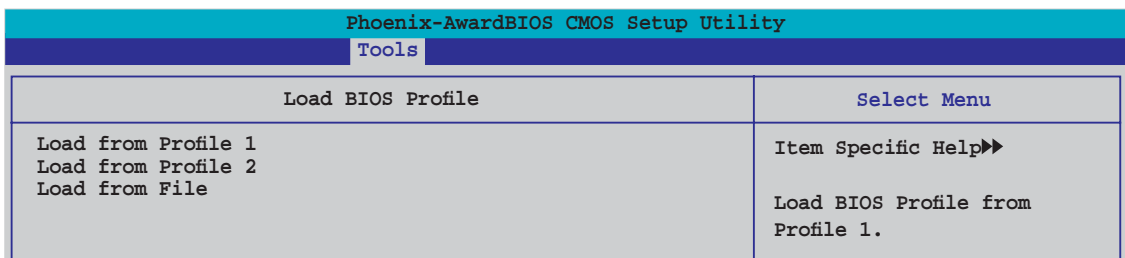 Phoenix-AwardBIOS CMOS Setup Utility
Tools
Load BIOS Profile
Load from Profile 1
Load from Profile 2
Load from File
Select Menu
Item Specific Help▶▶
Load BIOS Profile from
Profile 1.